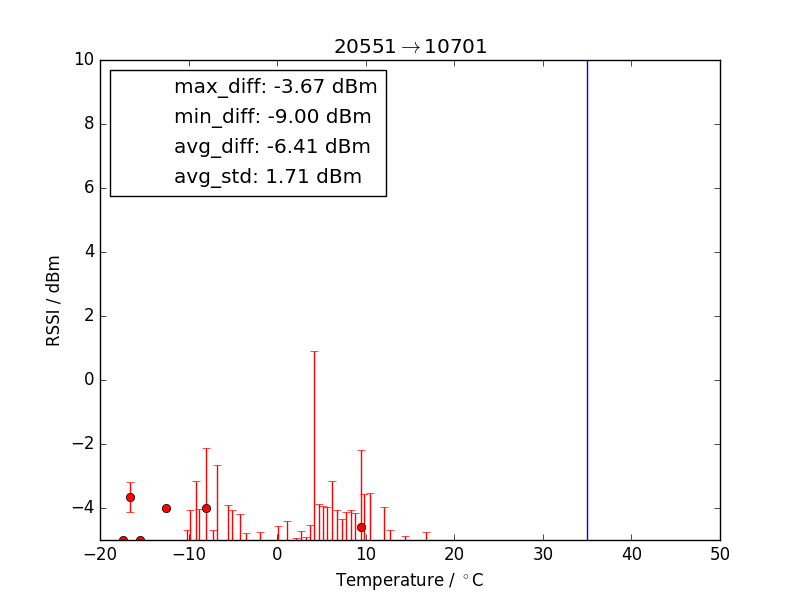 20551→10701
max_diff: -3.67 dBm
min_diff: -9.00 dBm
avg_diff: -6.41 dBm
avg_std: 1.71 dBm
10
8
6
4
2
0
−2
−4
RSSI / dBm
−20 −10 0 10 20 30 40 50
Temperature / °C